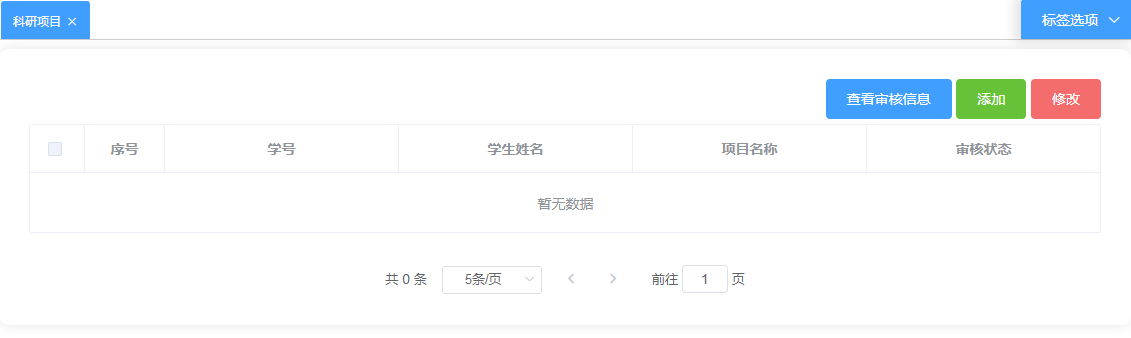 科研项目
标签选项
查看审核信息 添加 修改
序号 学号 学生姓名 项目名称 审核状态
暂无数据
共 0 条 5条/页 前往 1 页